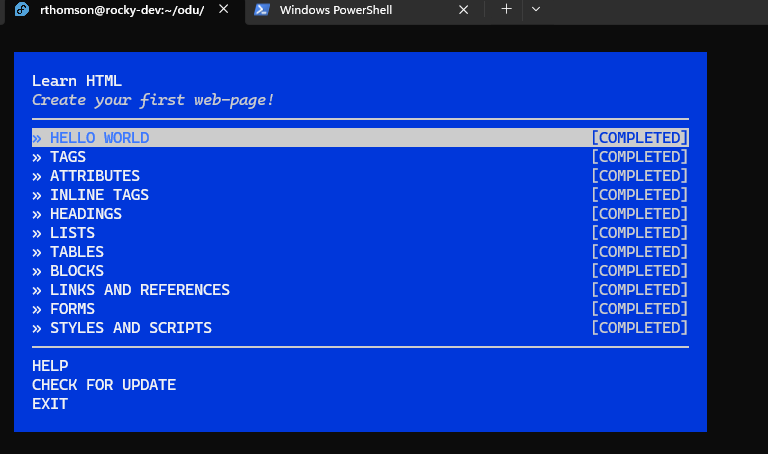 rthomson@rocky-dev:~/odu/ Windows PowerShell
Learn HTML
Create your first web-page!
» HELLO WORLD [COMPLETED]
» TAGS [COMPLETED]
» ATTRIBUTES [COMPLETED]
» INLINE TAGS [COMPLETED]
» HEADINGS [COMPLETED]
» LISTS [COMPLETED]
» TABLES [COMPLETED]
» BLOCKS [COMPLETED]
» LINKS AND REFERENCES [COMPLETED]
» FORMS [COMPLETED]
» STYLES AND SCRIPTS [COMPLETED]
HELP
CHECK FOR UPDATE
EXIT